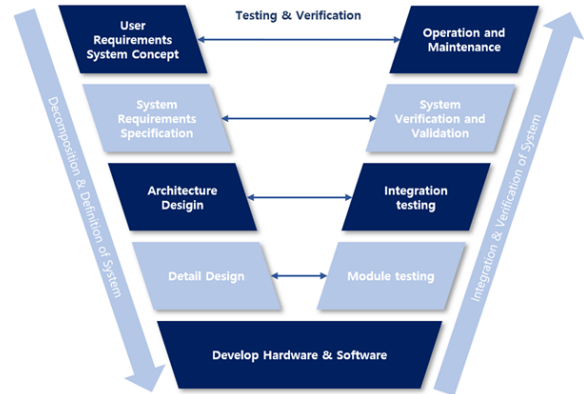 Testing & Verification
User
Requirements
System Concept
Operation and
Maintenance
System
Requirements
Specification
System
Verification and
Validation
Architecture
Desigin
Integration
testing
Detail Design
Module testing
Develop Hardware & Software
Decomposition & Definition of System
Integration & Verification of System